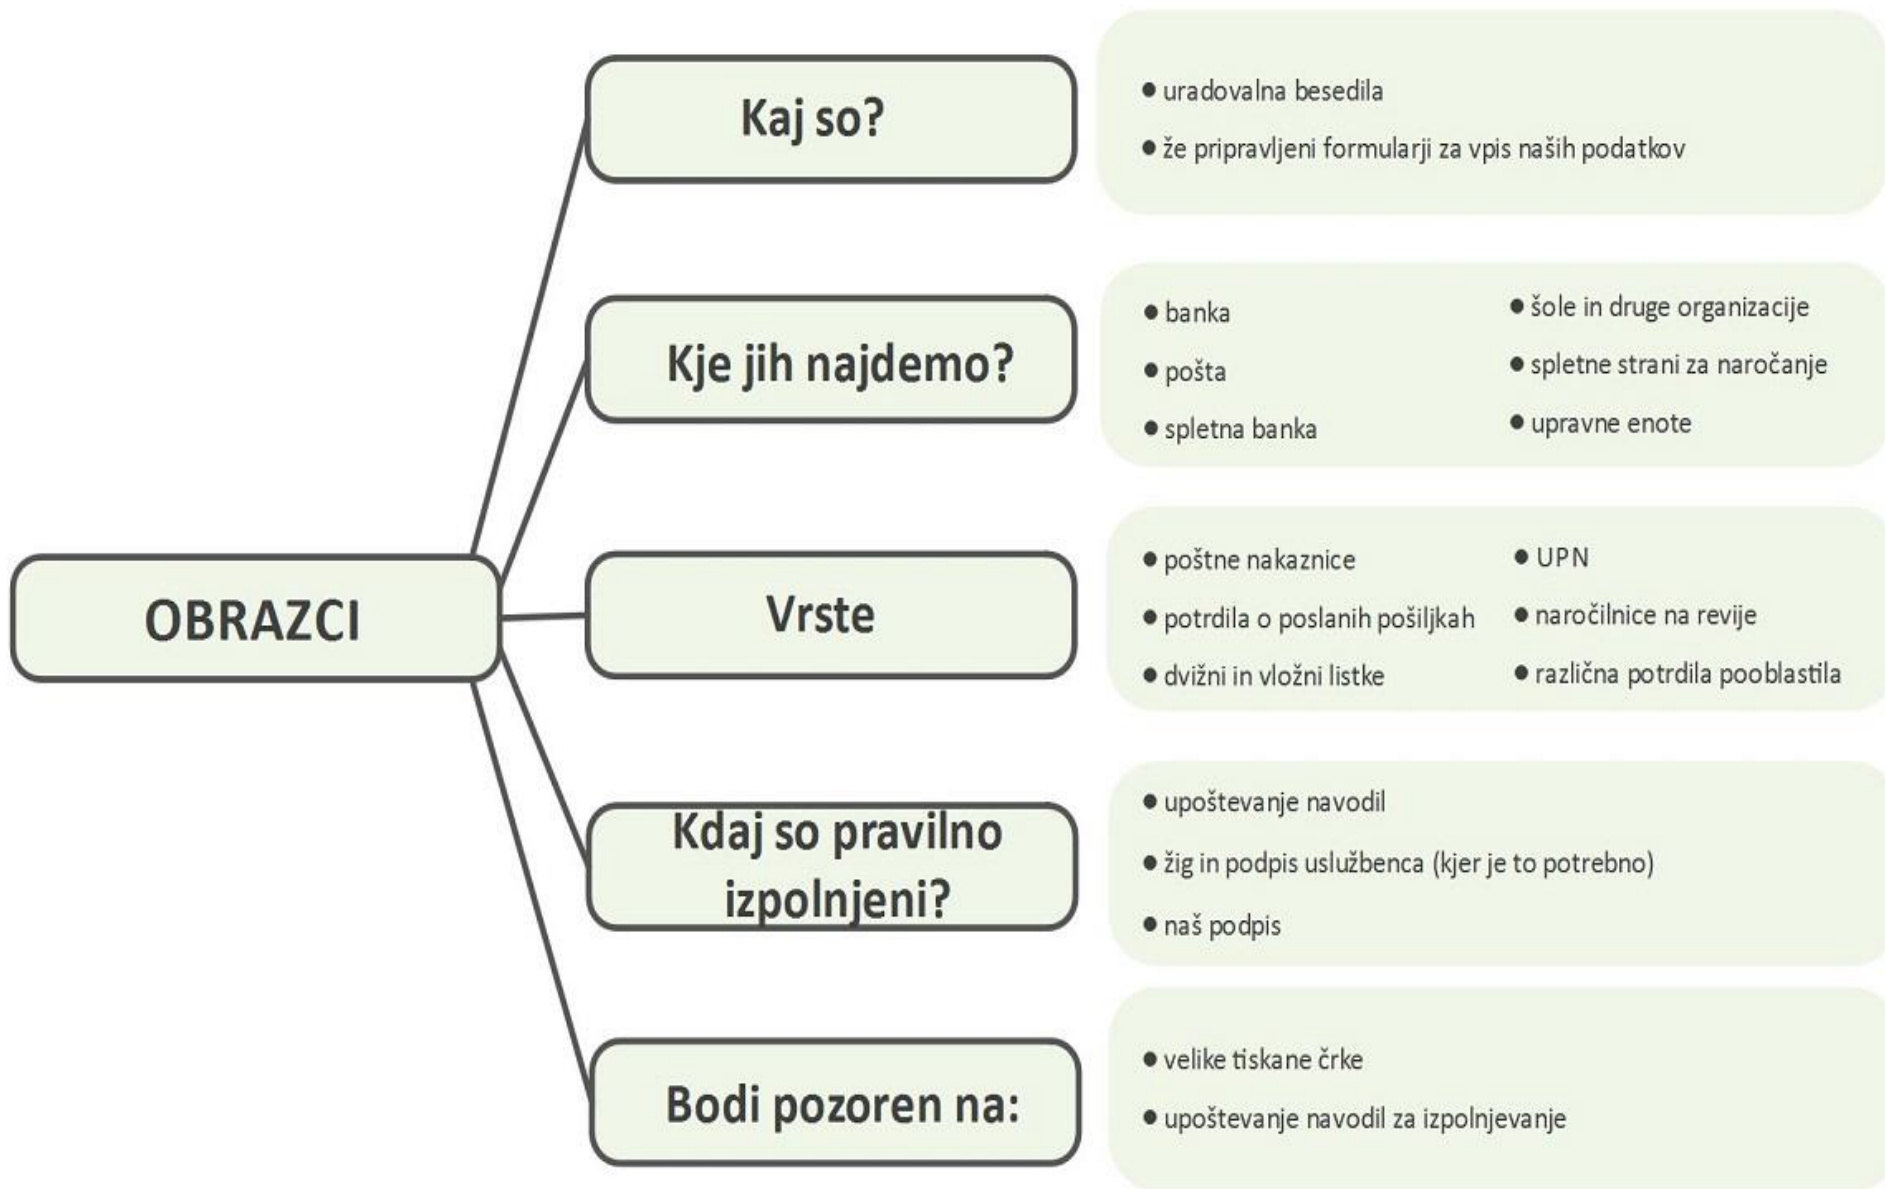 OBRAZCI
Kaj so?
● uradovalna besedila
● že pripravljeni formularji za vpis naših podatkov
Kje jih najdemo?
● banka
● pošta
● spletna banka
● šole in druge organizacije
● spletne strani za naročanje
● upravne enote
Vrste
● poštne nakaznice
● potrdila o poslanih pošiljkah
● dvižni in vložni listke
● UPN
● naročilnice na revije
● različna potrdila pooblastila
Kdaj so pravilno
izpolnjeni?
● upoštevanje navodil
● žig in podpis uslužbenca (kjer je to potrebno)
● naš podpis
Bodi pozoren na:
● velike tiskane črke
● upoštevanje navodil za izpolnjevanje